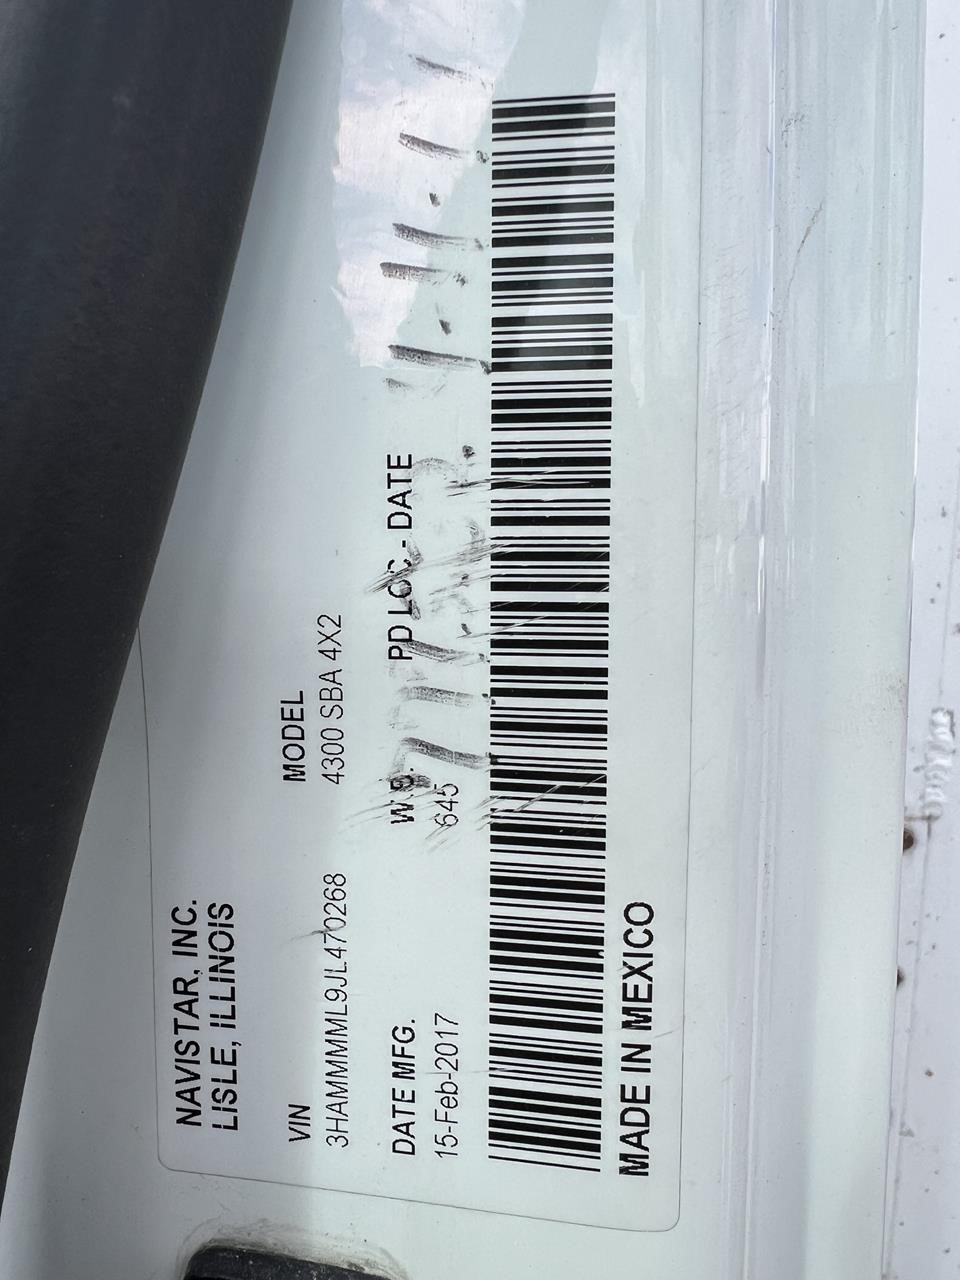 NAVISTAR, INC.
LISLE, ILLINOIS
VIN
MODEL
3HAMMMML9JL470268
4300 SBA 4X2
DATE MFG.
W.B.
PD LOC - DATE
15-Feb-2017
645
MADE IN MEXICO